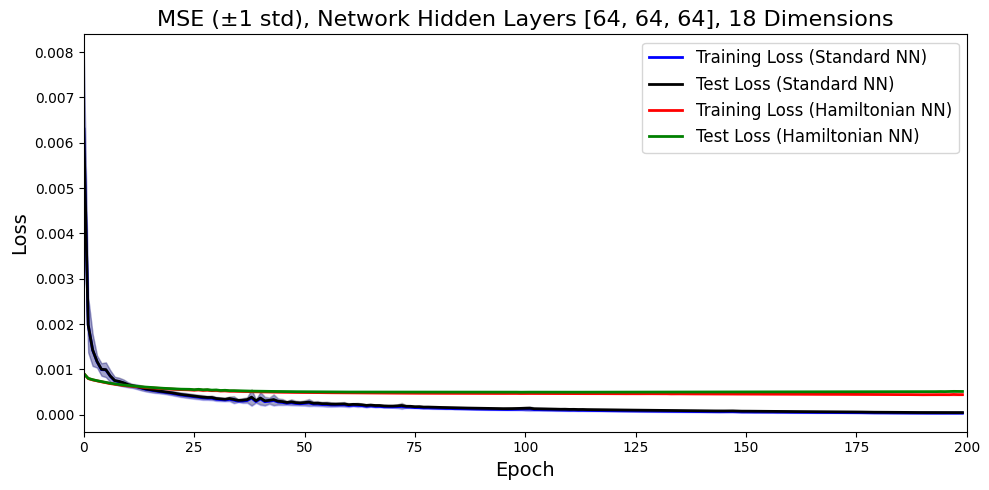 MSE (±1 std), Network Hidden Layers [64, 64, 64], 18 Dimensions
Training Loss (Standard NN)
Test Loss (Standard NN)
Training Loss (Hamiltonian NN)
Test Loss (Hamiltonian NN)
Loss
0.008
0.007
0.006
0.005
0.004
0.003
0.002
0.001
0.000
0 25 50 75 100 125 150 175 200
Epoch